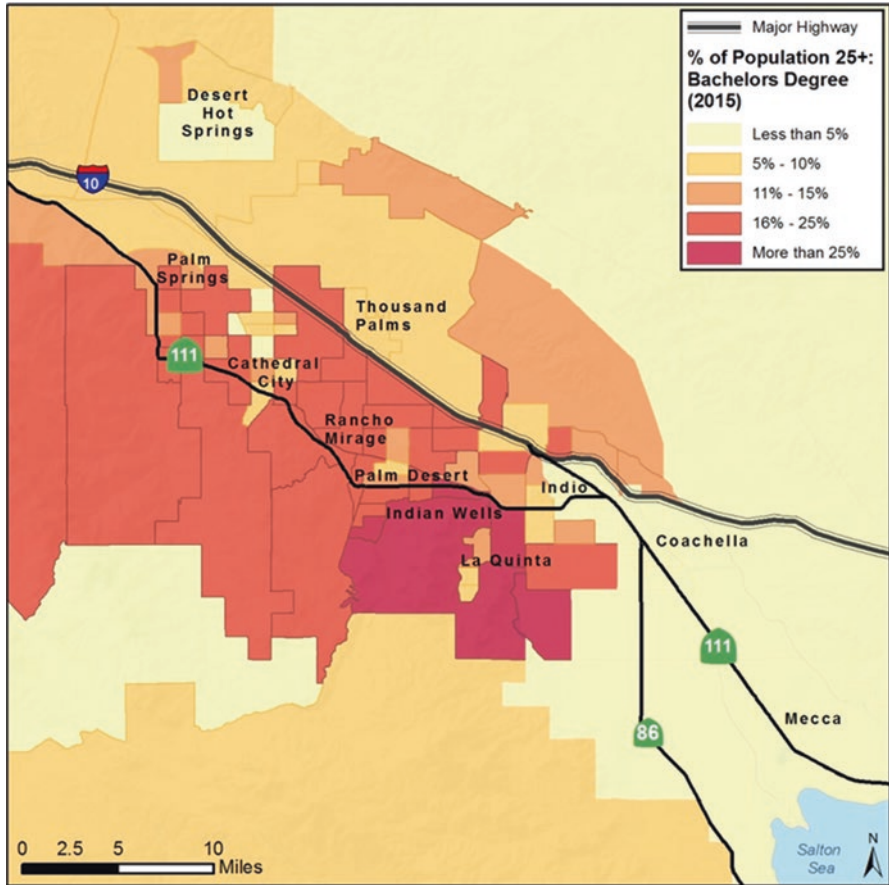 Major Highway
% of Population 25+:
Bachelors Degree
(2015)
Less than 5%
5% - 10%
11% - 15%
16% - 25%
More than 25%
Desert
Hot
Springs
10
Palm
Springs
Thousand
Palms
111
Cathedral
City
Rancho
Mirage
Palm Desert
Indio
Indian Wells
Coachella
La Quinta
111
Mecca
86
0 2.5 5 10
Miles
Salton
Sea
N